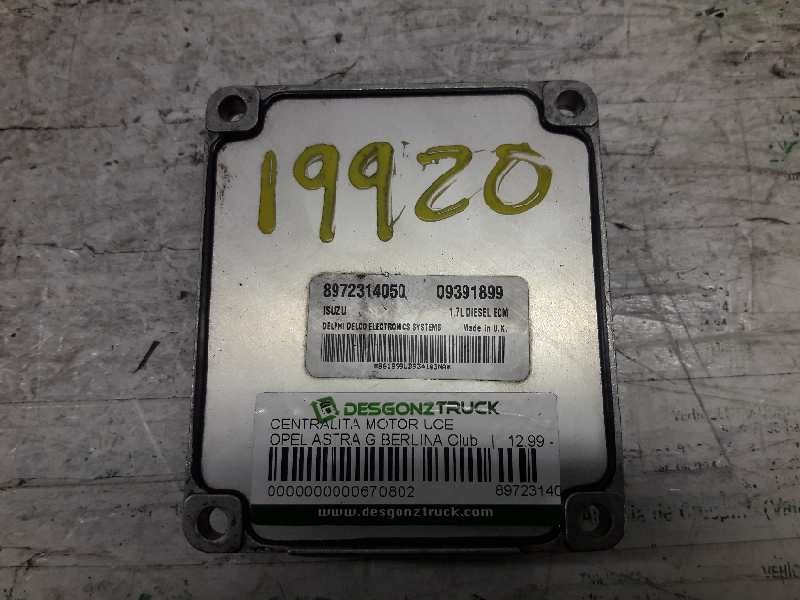 19920
8972314050 09391899
ISUZU 1.7L DIESEL ECM
DELPHI DELCO ELECTRONICS SYSTEMS Made in U.K.
DESGONZTRUCK
CENTRALITA MOTOR UCE
OPEL ASTRA G BERLINA Club | 12.99 -
0000000000670802 89723140
www.desgonztruck.com